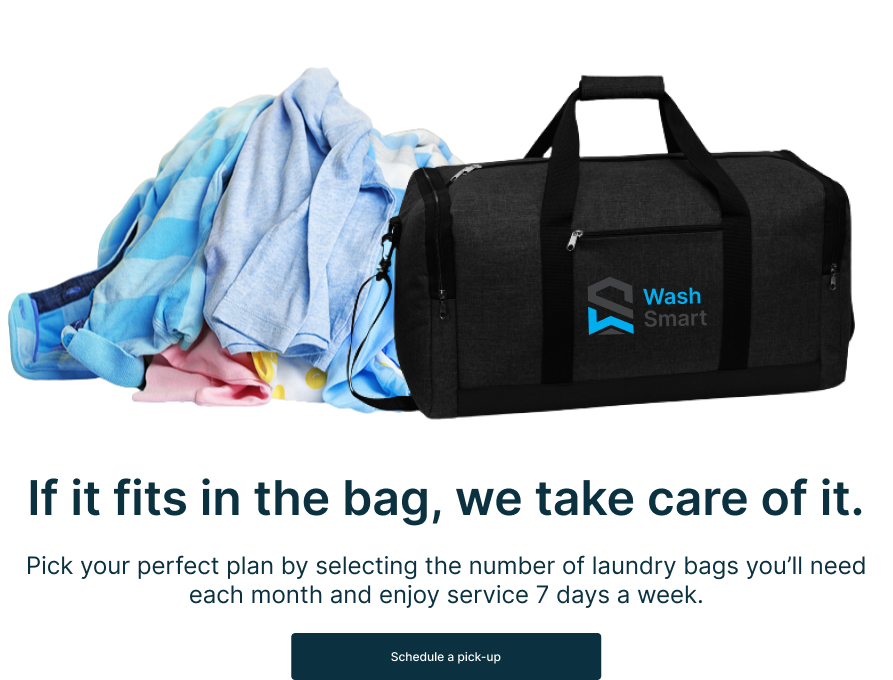 Wash
Smart
If it fits in the bag, we take care of it.
Pick your perfect plan by selecting the number of laundry bags you’ll need
each month and enjoy service 7 days a week.
Schedule a pick-up